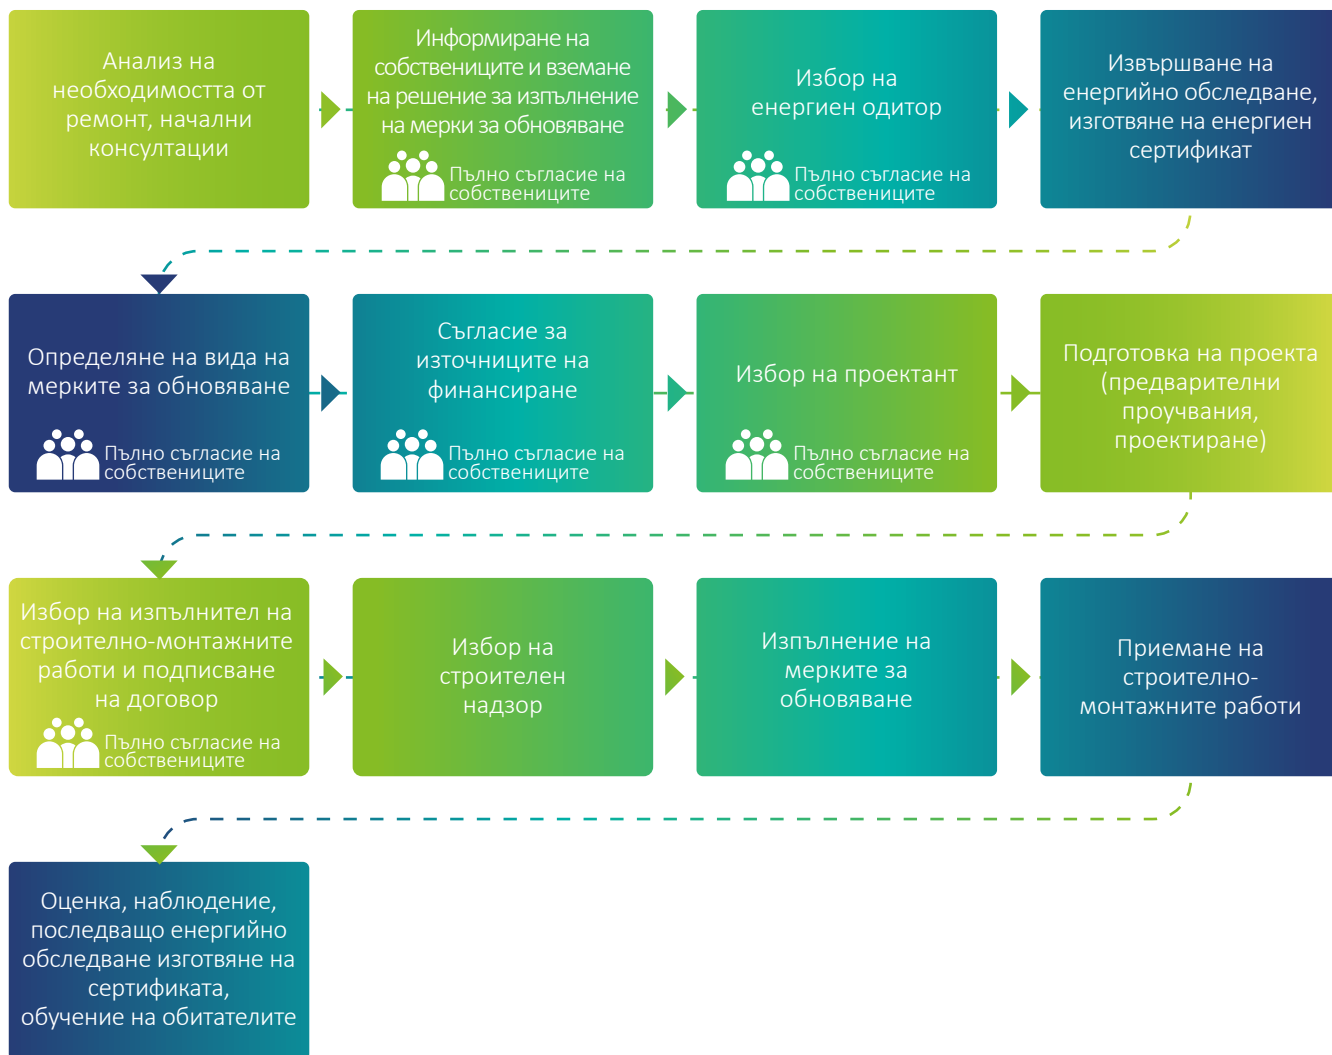 Анализ на
необходимостта от
ремонт, начални
консултации
Информиране на
собствениците и вземане
на решение за изпълнение
на мерки за обновяване
Пълно съгласие на
собствениците
Избор на
енергиен одитор
Пълно съгласие на
собствениците
Извършване на
енергийно обследване,
изготвяне на енергиен
сертификат
Определяне на вида на
мерките за обновяване
Пълно съгласие на
собствениците
Съгласие за
източниците на
финансиране
Пълно съгласие на
собствениците
Избор на проектант
Пълно съгласие на
собствениците
Подготовка на проекта
(предварителни
проучвания,
проектиране)
Избор на изпълнител на
строително-монтажните
работи и подписване
на договор
Пълно съгласие на
собствениците
Избор на
строителен
надзор
Изпълнение на
мерките за
обновяване
Приемане на
строително-
монтажните работи
Оценка, наблюдение,
последващо енергийно
обследване изготвяне на
сертификата,
обучение на обитателите